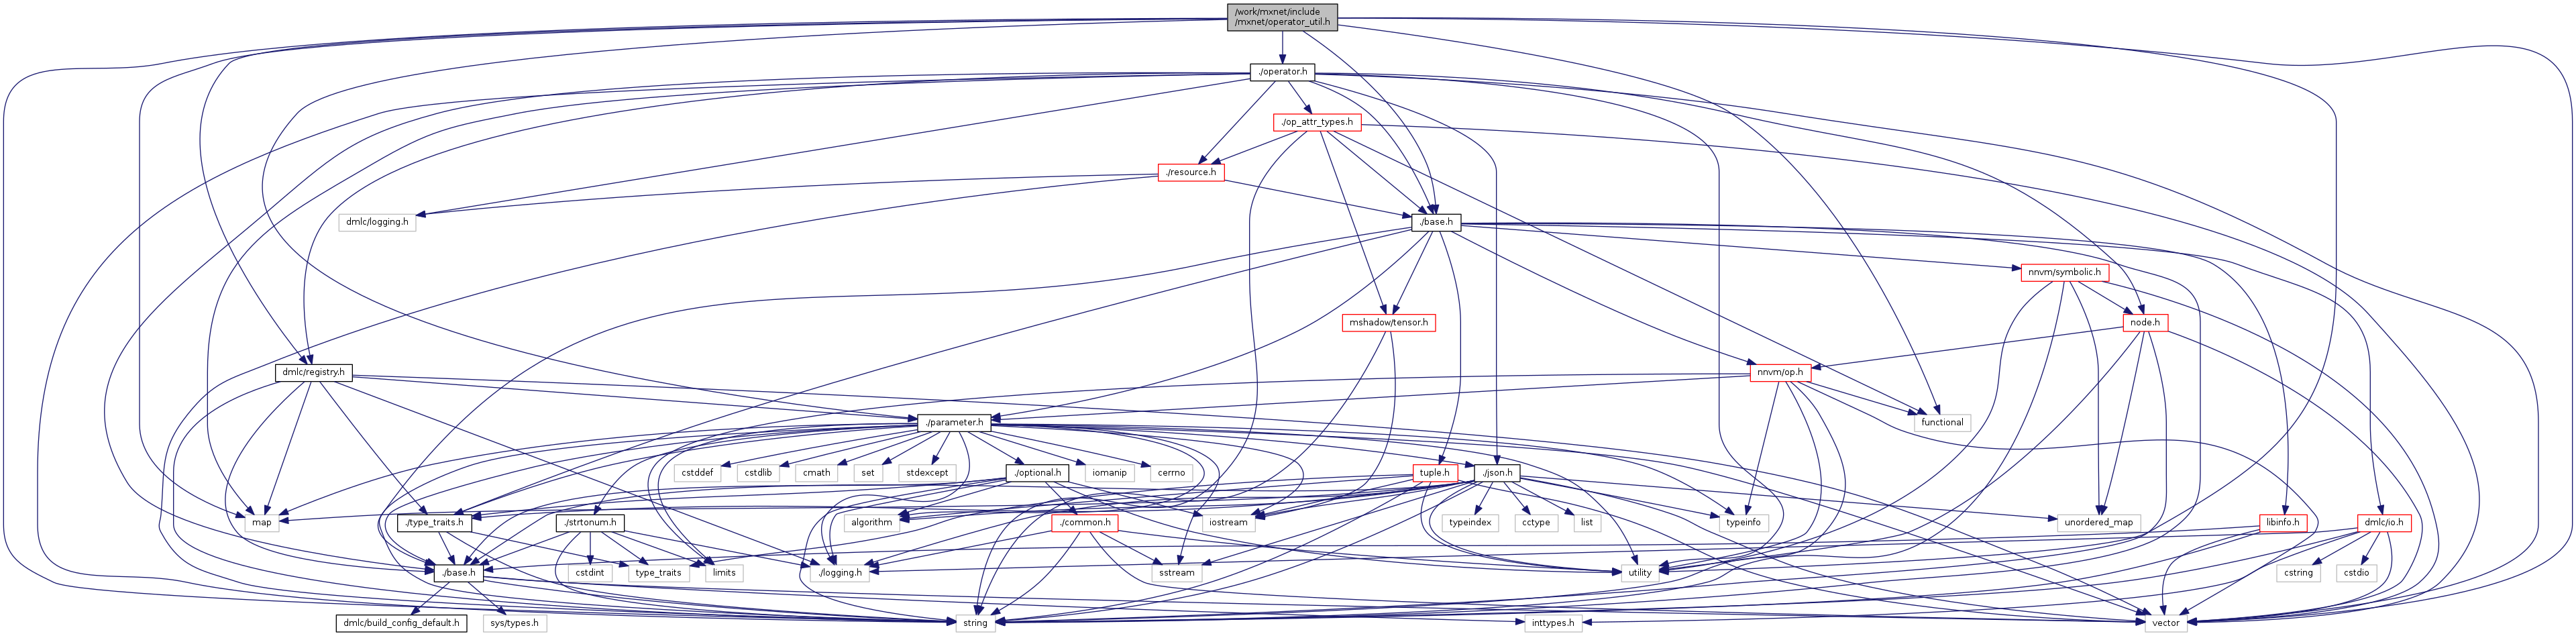 /work/mxnet/include
/mxnet/operator_util.h
./operator.h
./op_attr_types.h
./resource.h
dmlc/logging.h
./base.h
nnvm/symbolic.h
mshadow/tensor.h
node.h
dmlc/registry.h
nnvm/op.h
./parameter.h
functional
cstddef
cstdlib
cmath
set
stdexcept
./optional.h
iomanip
cerrno
tuple.h
./json.h
map
./type_traits.h
./strtonum.h
algorithm
./common.h
iostream
typeindex
cctype
list
typeinfo
unordered_map
libinfo.h
dmlc/io.h
./base.h
cstdint
type_traits
limits
./logging.h
sstream
utility
cstring
cstdio
dmlc/build_config_default.h
sys/types.h
string
inttypes.h
vector